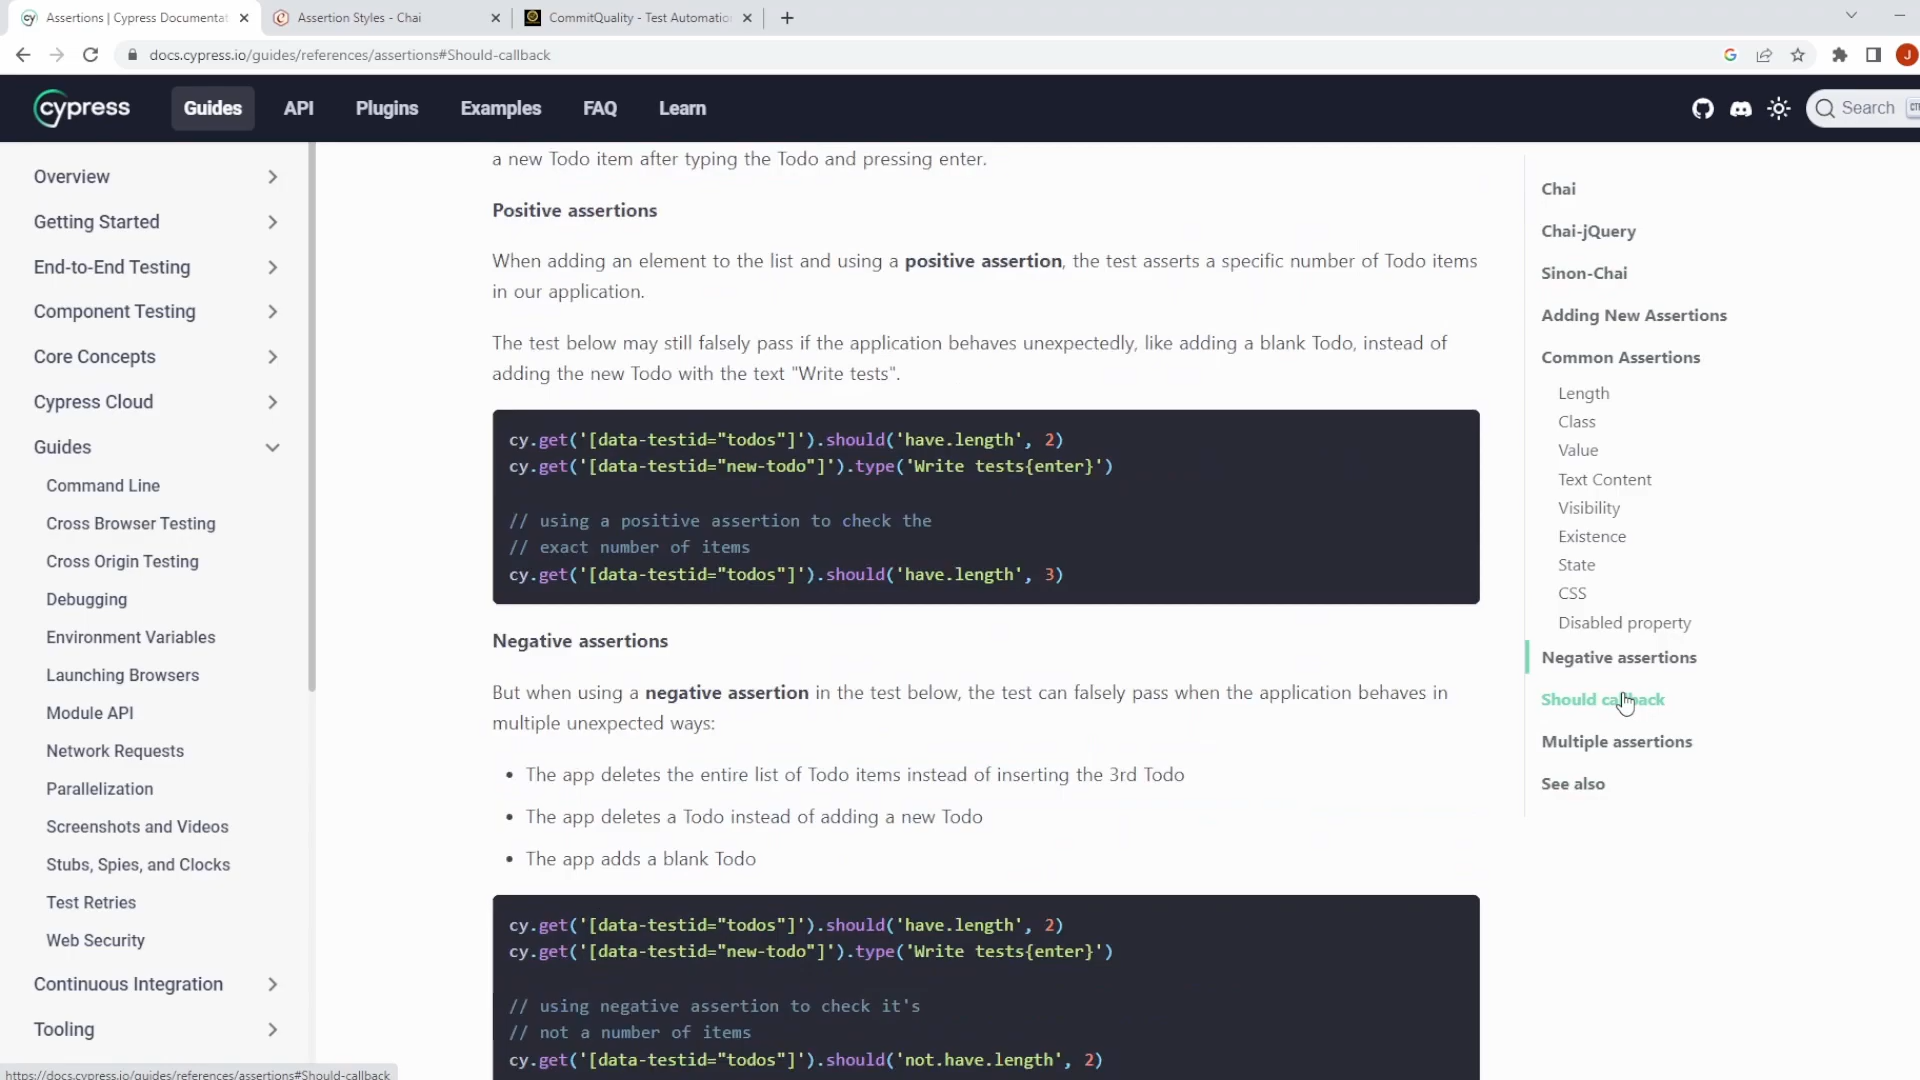 Assertions | Cypress Documentat
Assertion Styles - Chai
CommitQuality - Test Automatio
docs.cypress.io/guides/references/assertions#Should-callback
J
cypress
Guides
API
Plugins
Examples
FAQ
Learn
Search
Overview
Getting Started
End-to-End Testing
Component Testing
Core Concepts
Cypress Cloud
Guides
Command Line
Cross Browser Testing
Cross Origin Testing
Debugging
Environment Variables
Launching Browsers
Module API
Network Requests
Parallelization
Screenshots and Videos
Stubs, Spies, and Clocks
Test Retries
Web Security
Continuous Integration
Tooling
https://docs.cypress.io/guides/references/assertions#Should-callback
a new Todo item after typing the Todo and pressing enter.
Positive assertions
When adding an element to the list and using a positive assertion, the test asserts a specific number of Todo items
in our application.
The test below may still falsely pass if the application behaves unexpectedly, like adding a blank Todo, instead of
adding the new Todo with the text "Write tests".
cy.get('[data-testid="todos"]').should('have.length', 2)
cy.get('[data-testid="new-todo"]').type('Write tests{enter}')
// using a positive assertion to check the
// exact number of items
cy.get('[data-testid="todos"]').should('have.length', 3)
Negative assertions
But when using a negative assertion in the test below, the test can falsely pass when the application behaves in
multiple unexpected ways:
• The app deletes the entire list of Todo items instead of inserting the 3rd Todo
• The app deletes a Todo instead of adding a new Todo
• The app adds a blank Todo
cy.get('[data-testid="todos"]').should('have.length', 2)
cy.get('[data-testid="new-todo"]').type('Write tests{enter}')
// using negative assertion to check it's
// not a number of items
cy.get('[data-testid="todos"]').should('not.have.length', 2)
Chai
Chai-jQuery
Sinon-Chai
Adding New Assertions
Common Assertions
Length
Class
Value
Text Content
Visibility
Existence
State
CSS
Disabled property
Negative assertions
Should callback
Multiple assertions
See also